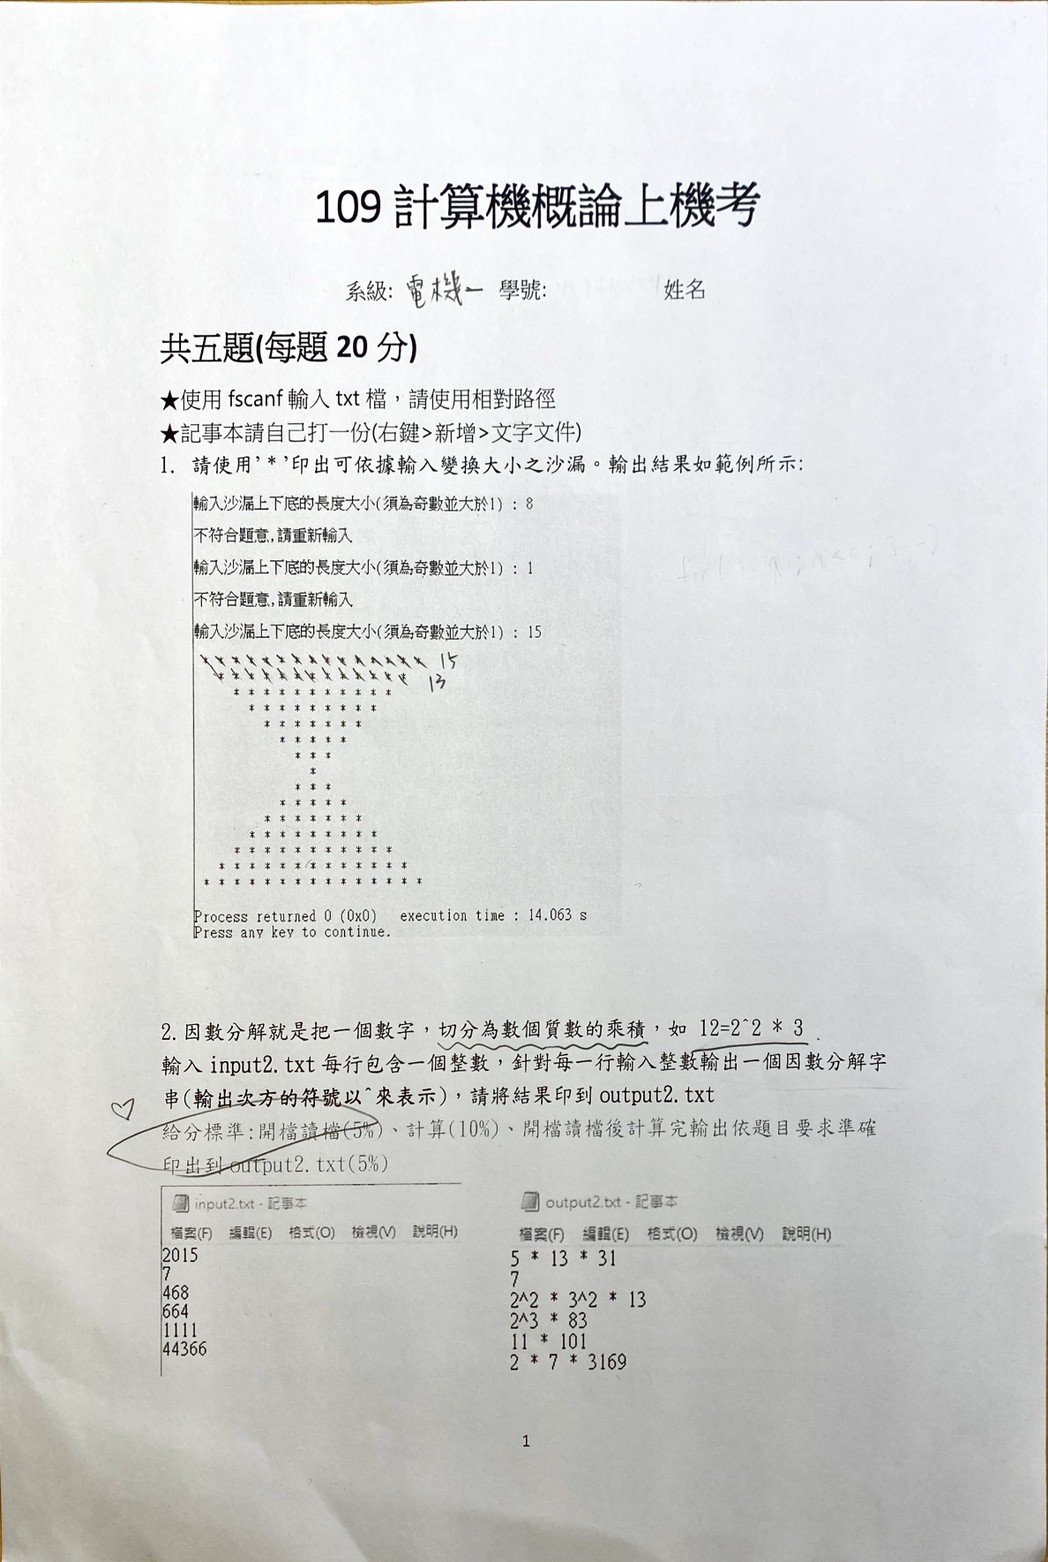 109 計算機概論上機考
系級: 電機一 學號: 姓名
共五題(每題 20 分)
★使用 fscanf 輸入 txt 檔，請使用相對路徑
★記事本請自己打一份(右鍵>新增>文字文件)
1. 請使用'*'印出可依據輸入變換大小之沙漏。輸出結果如範例所示:
輸入沙漏上下底的長度大小(須為奇數並大於1) : 8
不符合題意,請重新輸入
輸入沙漏上下底的長度大小(須為奇數並大於1) : 1
不符合題意,請重新輸入
輸入沙漏上下底的長度大小(須為奇數並大於1) : 15
* * * * * * * * * * * * * * * 15
* * * * * * * * * * * * * 13
* * * * * * * * * * *
* * * * * * * * *
* * * * * * *
* * * * *
* * *
*
* * *
* * * * *
* * * * * * *
* * * * * * * * *
* * * * * * * * * * *
* * * * * * * * * * * * *
* * * * * * * * * * * * * * *
Process returned 0 (0x0) execution time : 14.063 s
Press any key to continue.
2.因數分解就是把一個數字，切分為數個質數的乘積，如 12=2^2 * 3
輸入 input2.txt 每行包含一個整數，針對每一行輸入整數輸出一個因數分解字
串(輸出次方的符號以^來表示)，請將結果印到 output2.txt
給分標準:開檔讀檔(5%)、計算(10%)、開檔讀檔後計算完輸出依題目要求準確
印出到 output2.txt(5%)
input2.txt - 記事本
檔案(F) 編輯(E) 格式(O) 檢視(V) 說明(H)
2015
7
468
664
1111
44366
output2.txt - 記事本
檔案(F) 編輯(E) 格式(O) 檢視(V) 說明(H)
5 * 13 * 31
7
2^2 * 3^2 * 13
2^3 * 83
11 * 101
2 * 7 * 3169
1